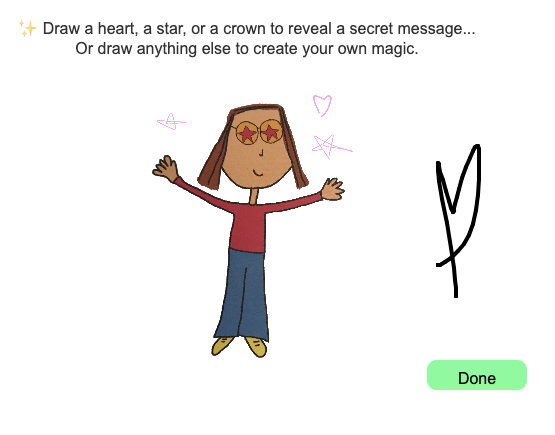 ✨ Draw a heart, a star, or a crown to reveal a secret message...
Or draw anything else to create your own magic.
Done